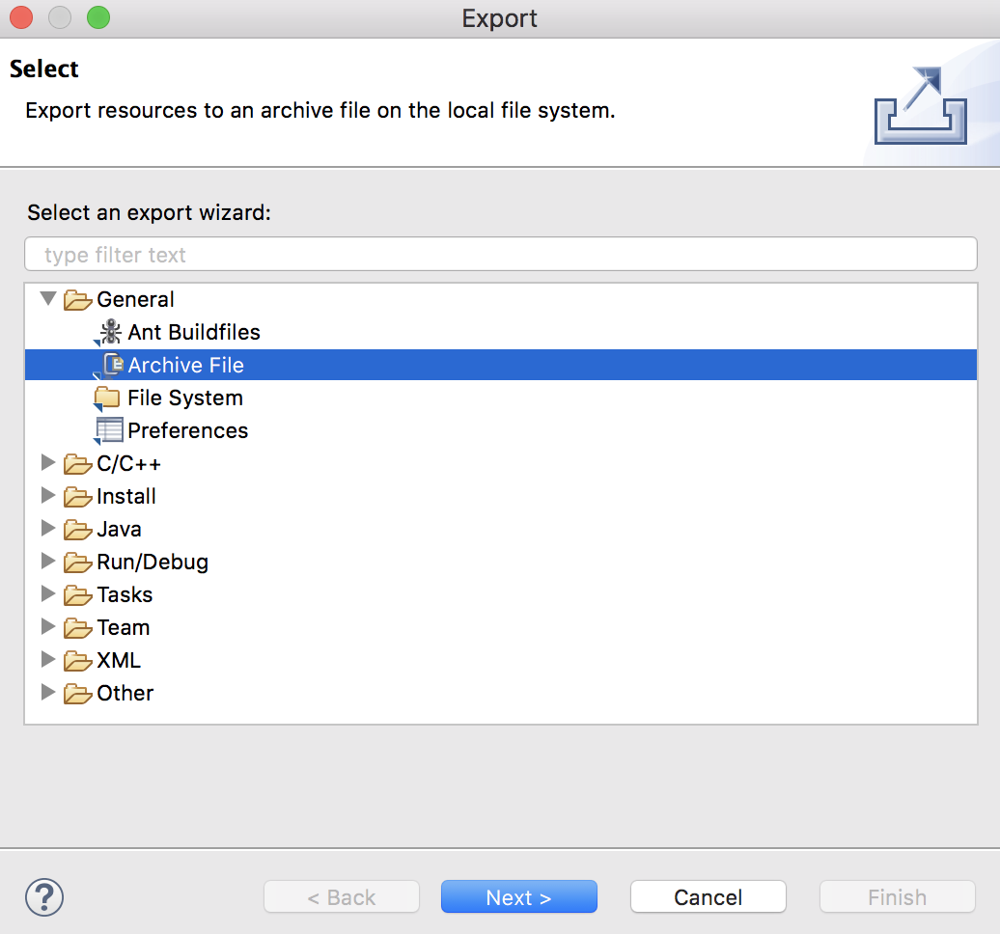 Export
Select
Export resources to an archive file on the local file system.
Select an export wizard:
type filter text
General
Ant Buildfiles
Archive File
File System
Preferences
C/C++
Install
Java
Run/Debug
Tasks
Team
XML
Other
? < Back Next > Cancel Finish